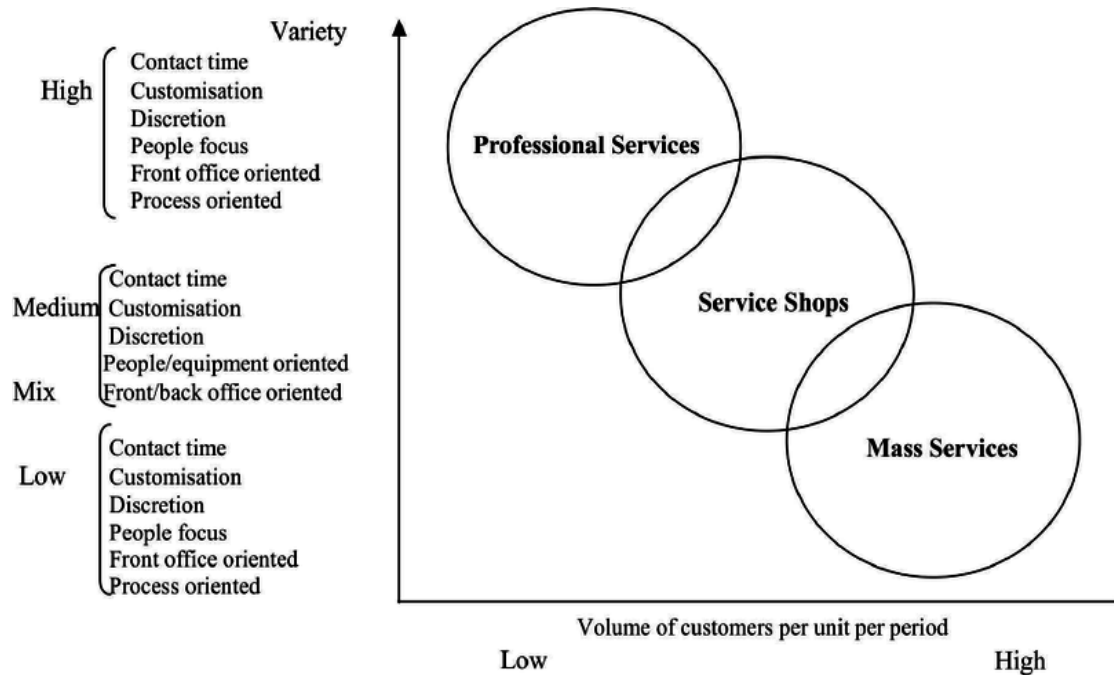 Variety
High
Contact time
Customisation
Discretion
People focus
Front office oriented
Process oriented
Professional Services
Medium
Mix
Contact time
Customisation
Discretion
People/equipment oriented
Front/back office oriented
Service Shops
Low
Contact time
Customisation
Discretion
People focus
Front office oriented
Process oriented
Mass Services
Volume of customers per unit per period
Low
High